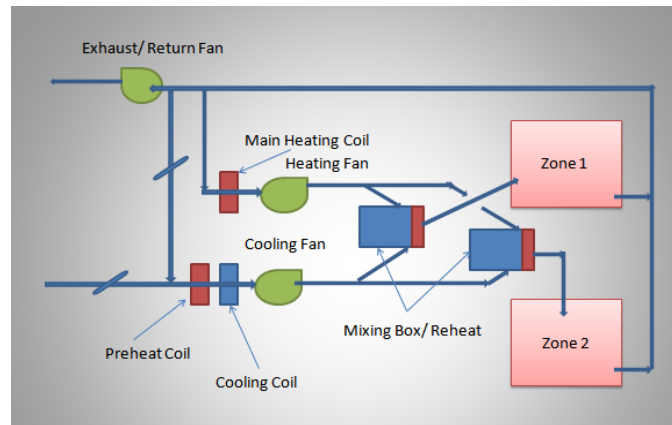 Exhaust/ Return Fan
Main Heating Coil
Heating Fan
Zone 1
Cooling Fan
Mixing Box/ Reheat
Zone 2
Preheat Coil
Cooling Coil